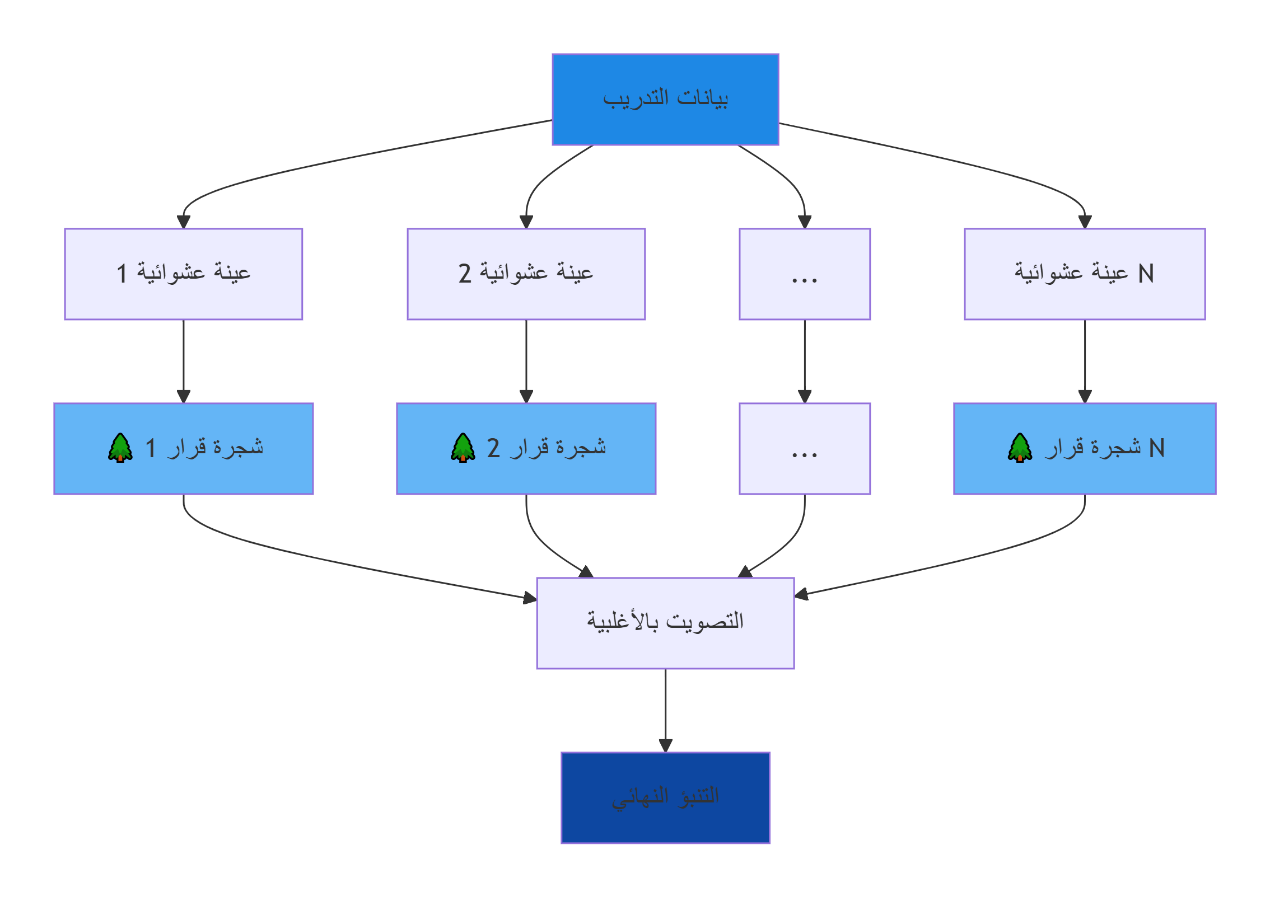 بيانات التدريب
عينة عشوائية 1
عينة عشوائية 2
...
عينة عشوائية N
شجرة قرار 1 🌲
شجرة قرار 2 🌲
...
شجرة قرار N 🌲
التصويت بالأغلبية
التنبؤ النهائي